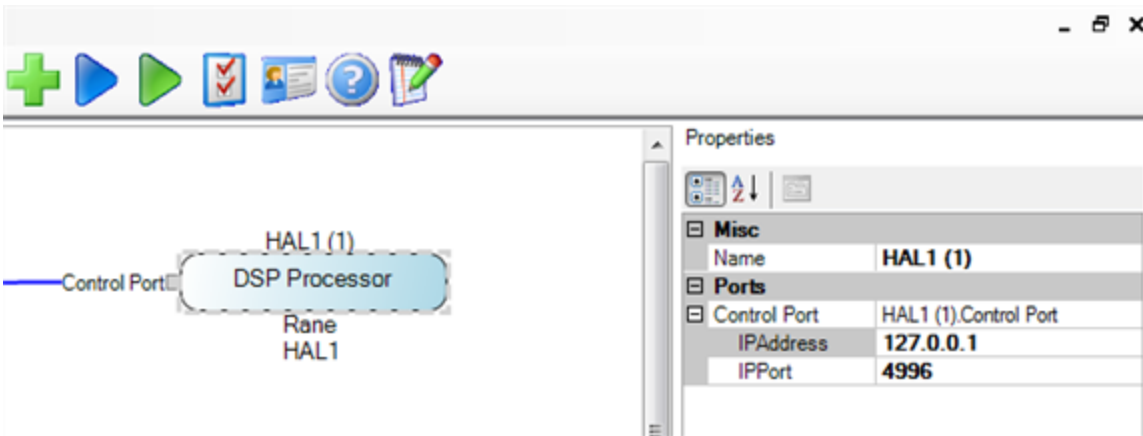 Properties
HAL1 (1)
Control Port
DSP Processor
Rane
HAL1
Misc
Name HAL1 (1)
Ports
Control Port HAL1 (1).Control Port
IPAddress 127.0.0.1
IPPort 4996